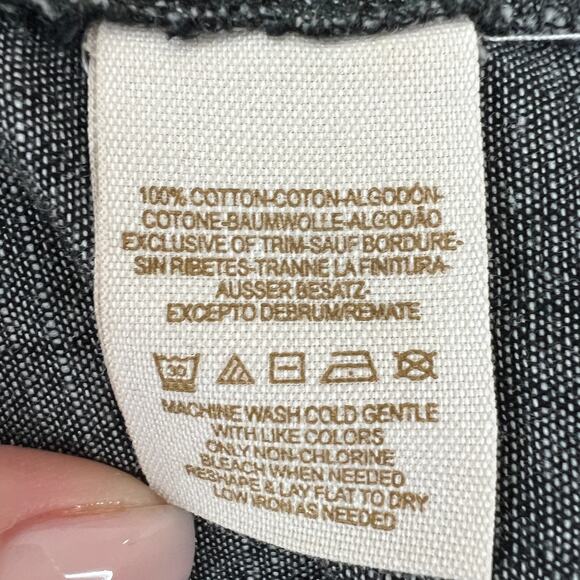 100% COTTON-COTON-ALGODÓN-
COTONE-BAUMWOLLE-ALGODÃO
EXCLUSIVE OF TRIM-SAUF BORDURE-
SIN RIBETES-TRANNE LA FINITURA-
AUSSER BESATZ-
EXCEPTO DEBRUM/REMATE
30
MACHINE WASH COLD GENTLE
WITH LIKE COLORS
ONLY NON-CHLORINE
BLEACH WHEN NEEDED
RESHAPE & LAY FLAT TO DRY
LOW IRON AS NEEDED